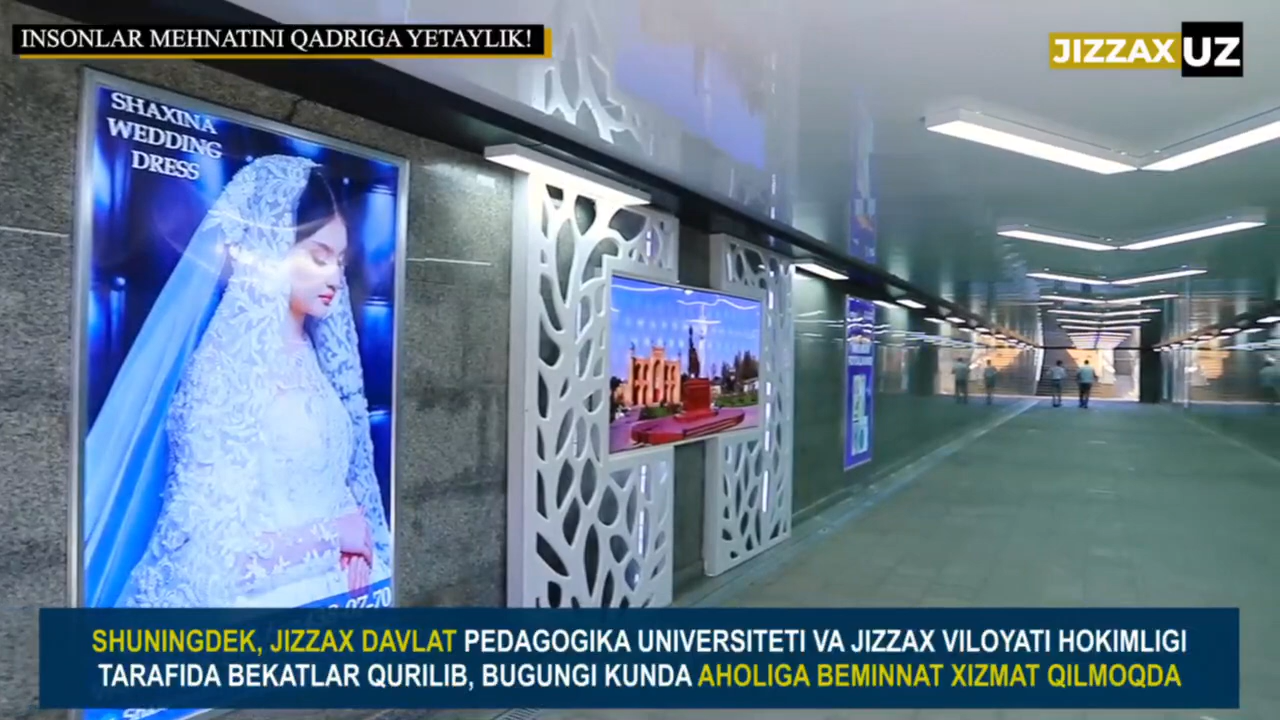 INSONLAR MEHNATINI QADRIGA YETAYLIK!
JIZZAX UZ
SHAXINA
WEDDING
DRESS
SHUNINGDEK, JIZZAX DAVLAT PEDAGOGIKA UNIVERSITETI VA JIZZAX VILOYATI HOKIMLIGI
TARAFIDA BEKATLAR QURILIB, BUGUNGI KUNDA AHOLIGA BEMINNAT XIZMAT QILMOQDA